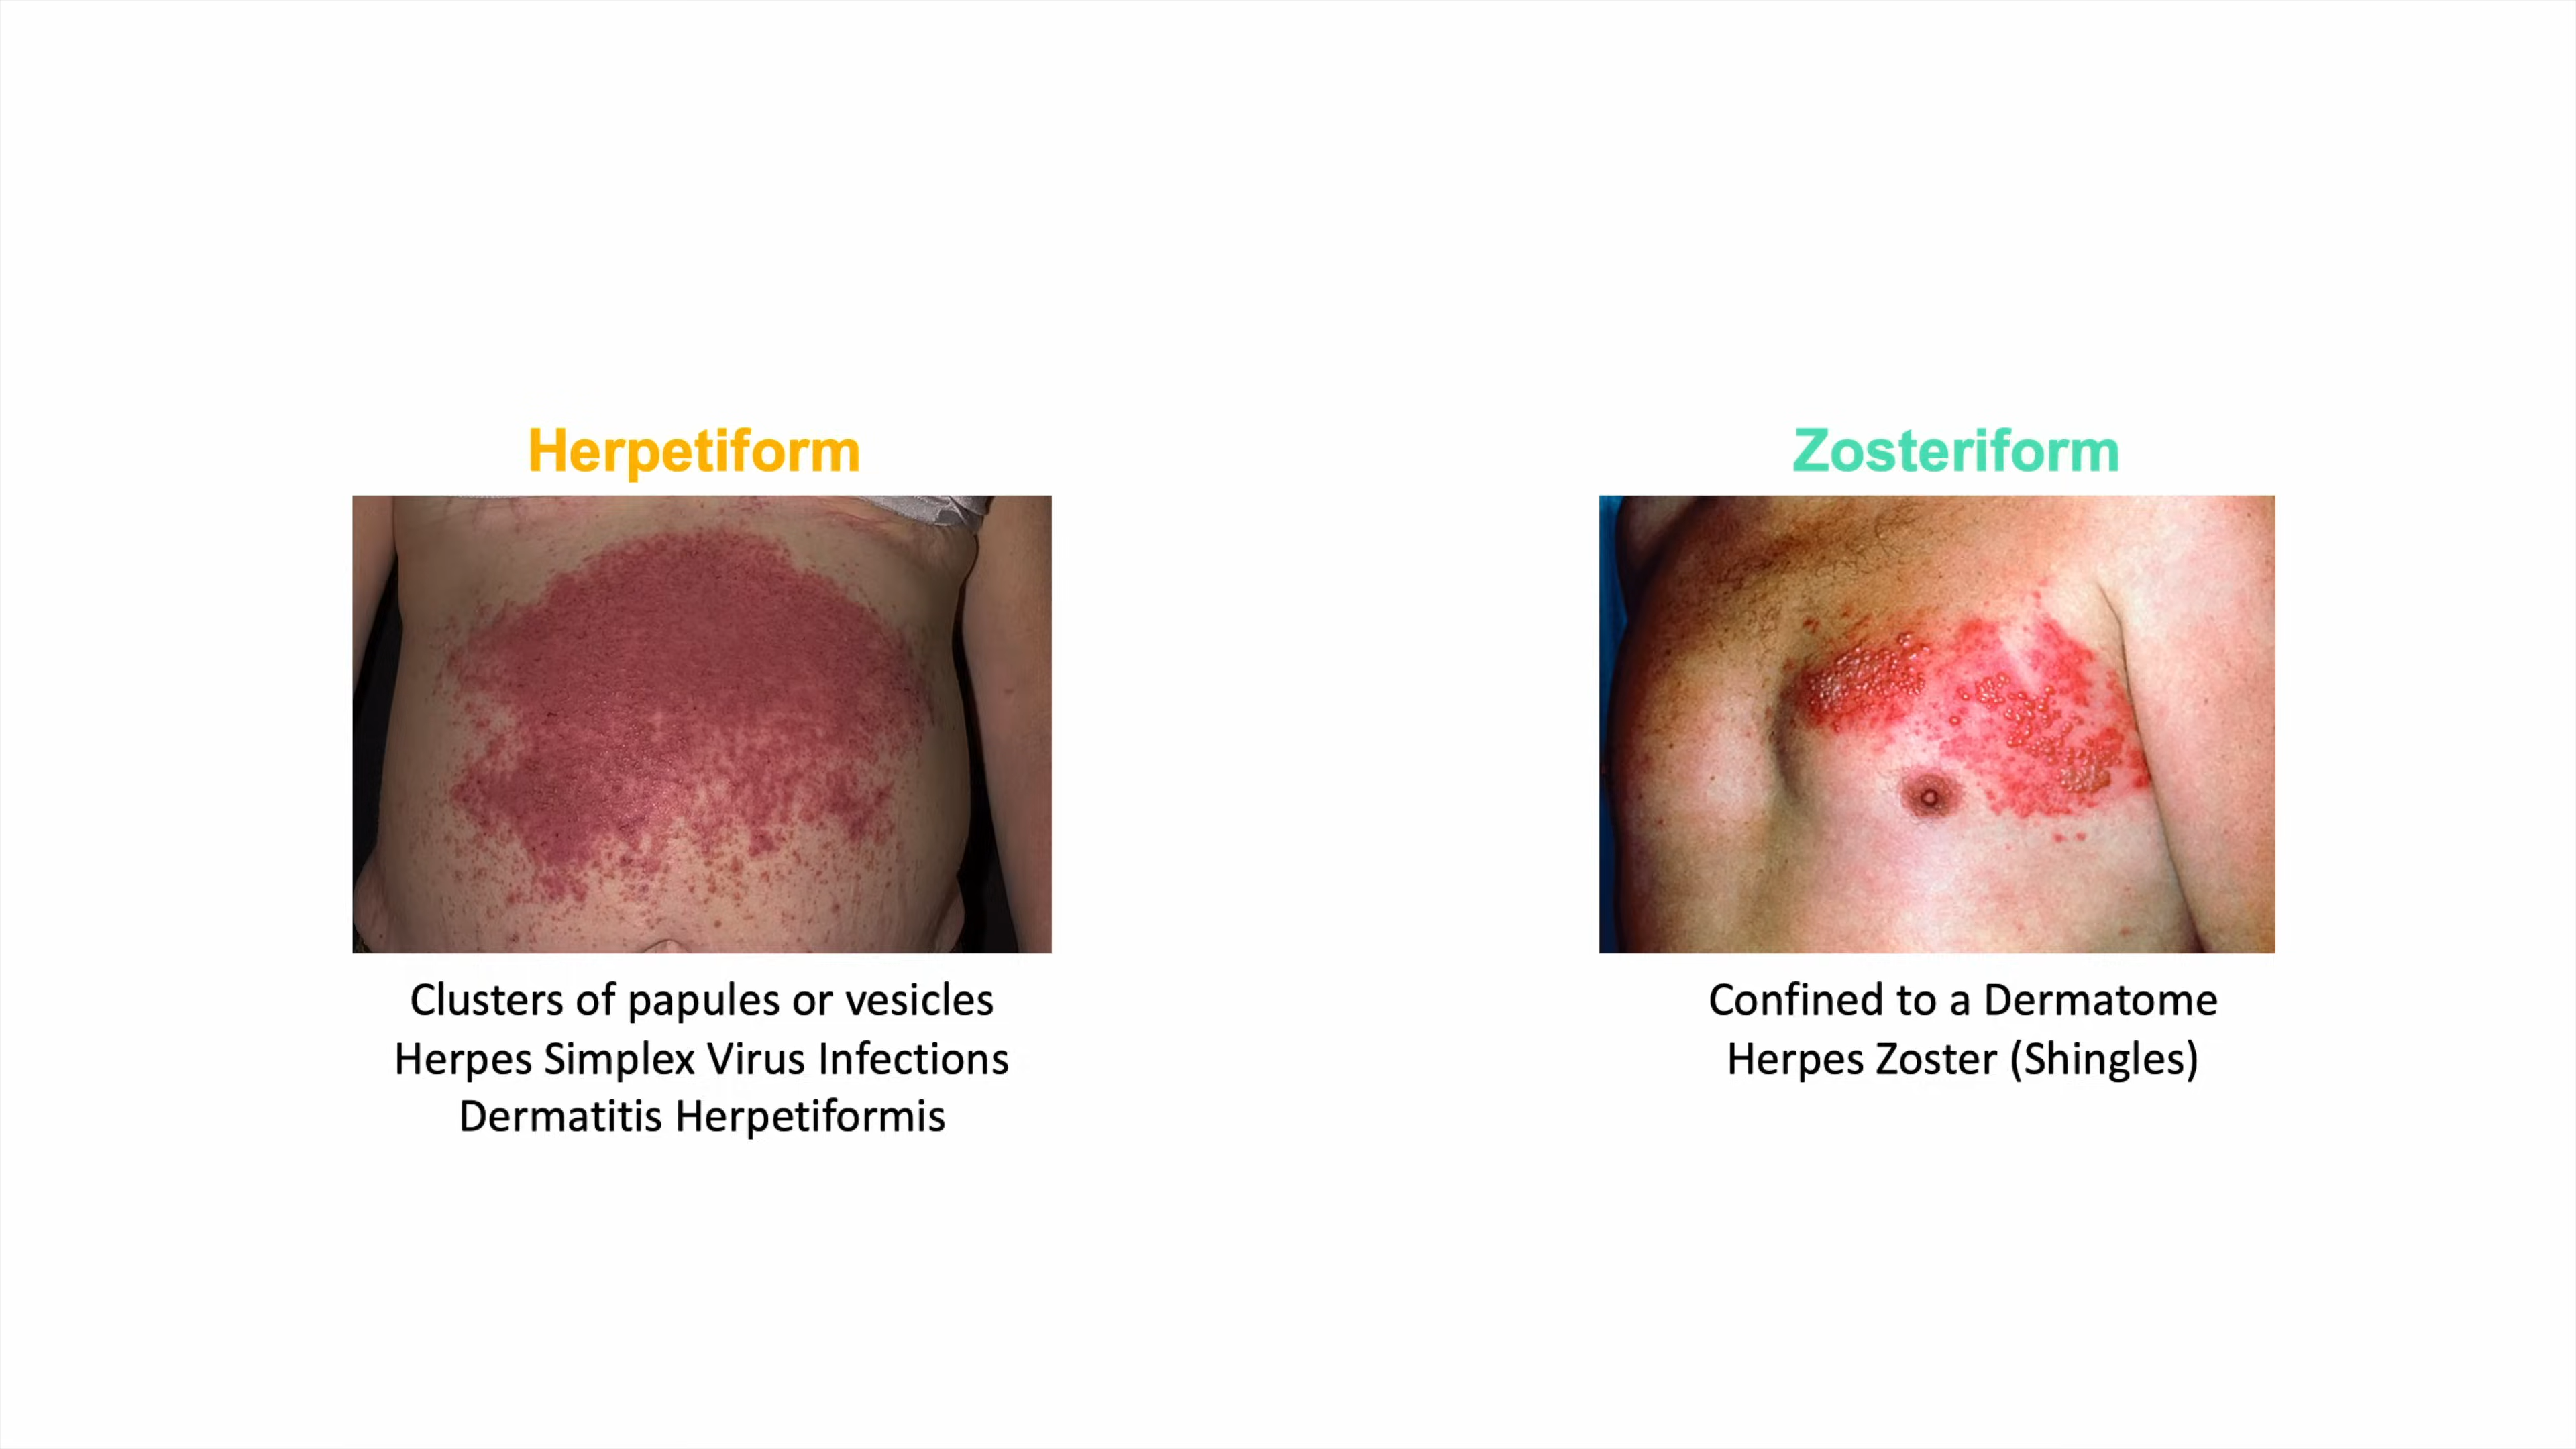 Herpetiform
Clusters of papules or vesicles
Herpes Simplex Virus Infections
Dermatitis Herpetiformis
Zosteriform
Confined to a Dermatome
Herpes Zoster (Shingles)